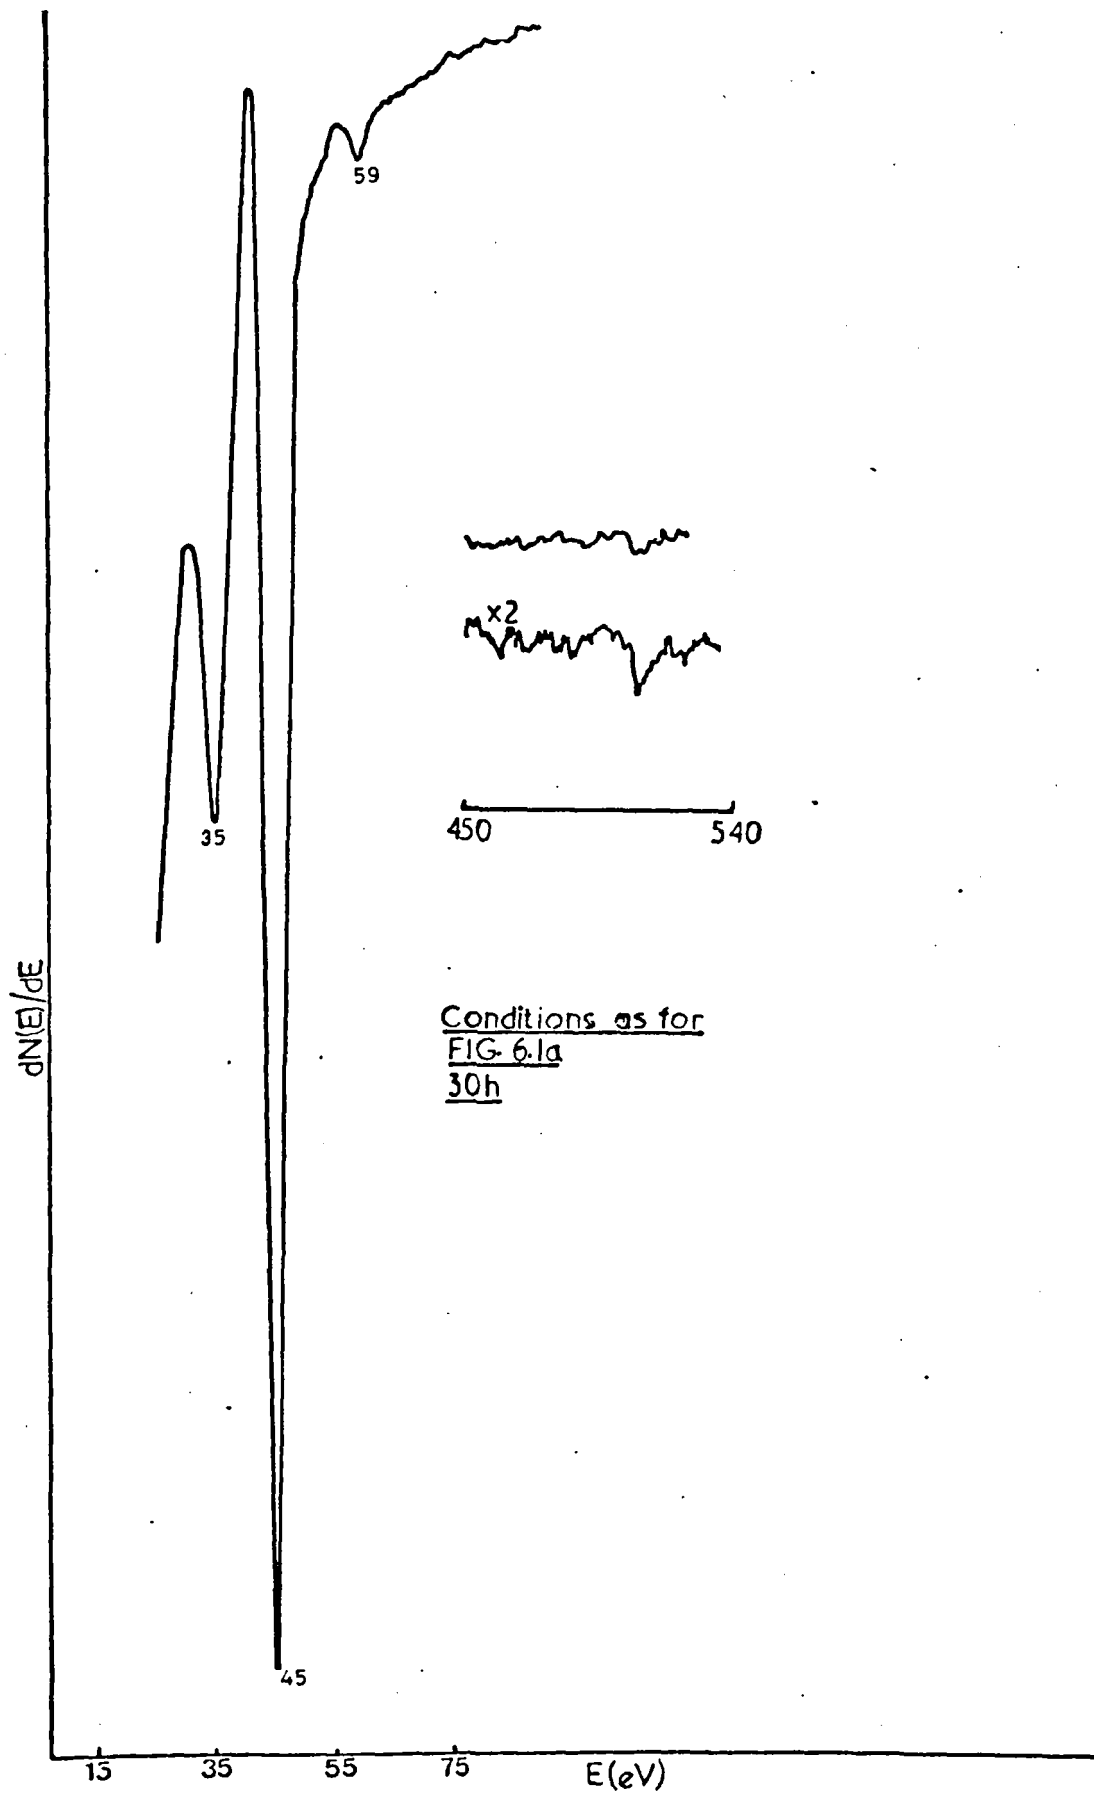 59
x2
35
450 540
dN(E)/dE
Conditions as for
FIG. 6.1a
30h
45
15 35 55 75 E(eV)